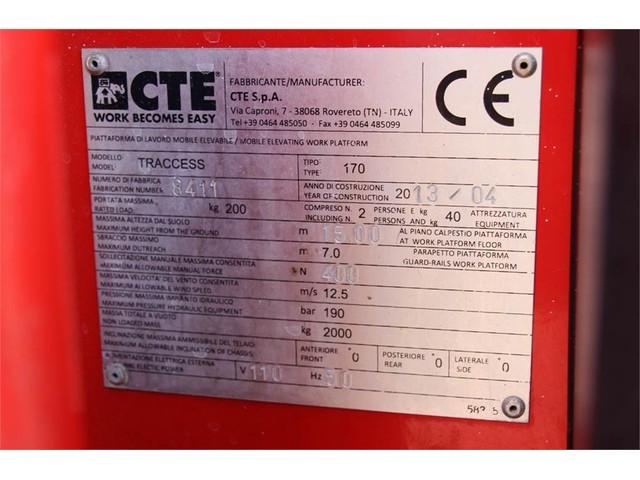 CTE
WORK BECOMES EASY
FABBRICANTE/MANUFACTURER:
CTE S.p.A.
Via Caproni, 7 - 38068 Rovereto (TN) - ITALY
Tel +39 0464 485050 - Fax +39 0464 485099
CE
PIATTAFORMA DI LAVORO MOBILE ELEVABILE / MOBILE ELEVATING WORK PLATFORM
MODELLO: TRACCESS TIPO: 170
MODEL: TYPE:
NUMERO DI FABBRICA 8411 ANNO DI COSTRUZIONE 2013 / 04
FABRICATION NUMBER: YEAR OF CONSTRUCTION
PORTATA MASSIMA kg 200 COMPRESO N. 2 PERSONE E kg 40 ATTREZZATURA
RATED LOAD: INCLUDING N. PERSONS AND kg EQUIPMENT
MASSIMA ALTEZZA DAL SUOLO m 15.00 AL PIANO CALPESTIO PIATTAFORMA
MAXIMUM HEIGHT FROM THE GROUND AT WORK PLATFORM FLOOR
SBRACCIO MASSIMO m 7.0 PARAPETTO PIATTAFORMA
MAXIMUM OUTREACH GUARD-RAILS WORK PLATFORM
SOLLECITAZIONE MANUALE MASSIMA CONSENTITA N 400
MAXIMUM ALLOWABLE MANUAL FORCE
MASSIMA VELOCITA' DEL VENTO CONSENTITA m/s 12.5
MAXIMUM ALLOWABLE WIND SPEED
PRESSIONE MASSIMA IMPIANTO IDRAULICO bar 190
MAXIMUM PRESSURE HYDRAULIC EQUIPMENT
MASSA TOTALE A VUOTO kg 2000
NON LOADED MASS
INCLINAZIONE MASSIMA AMMISSIBILE DEL TELAIO ANTERIORE °0 POSTERIORE °0 LATERALE °0
MAXIMUM ALLOWABLE INCLINATION OF CHASSIS: FRONT REAR SIDE
ALIMENTAZIONE ELETTRICA ESTERNA V 110 Hz 50
ELECTIC POWER